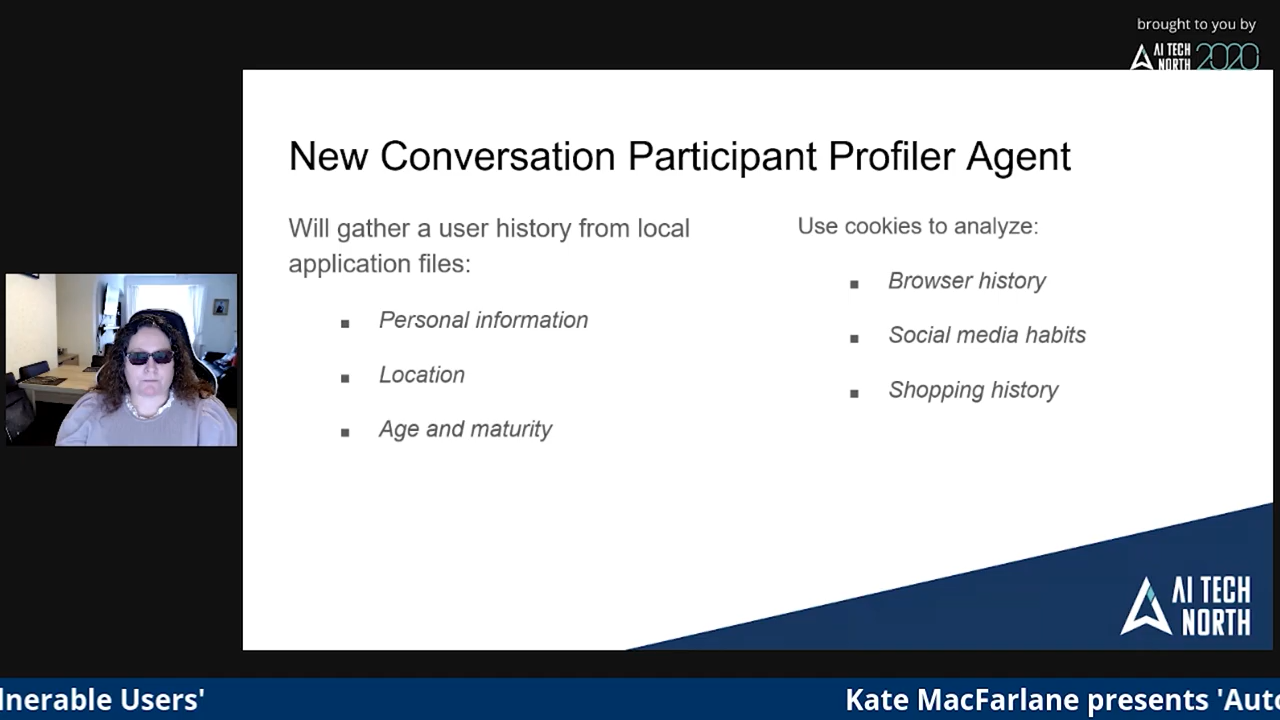 brought to you by
AI TECH
NORTH 2020
New Conversation Participant Profiler Agent
Will gather a user history from local
application files:
Personal information
Location
Age and maturity
Use cookies to analyze:
Browser history
Social media habits
Shopping history
AI TECH
NORTH
lnerable Users' Kate MacFarlane presents 'Auto